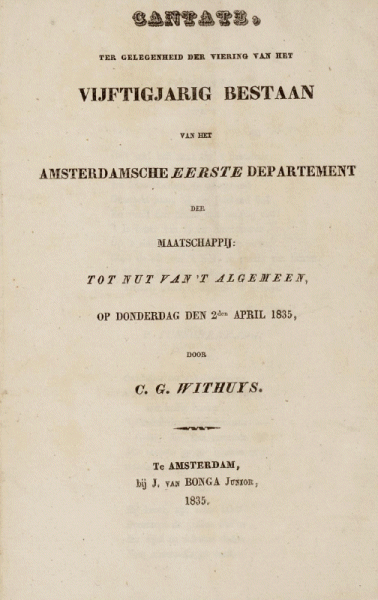 CANTATE,
TER GELEGENHEID DER VIERING VAN HET
VIJFTIGJARIG BESTAAN
VAN HET
AMSTERDAMSCHE EERSTE DEPARTEMENT
DER
MAATSCHAPPIJ:
TOT NUT VAN 'T ALGEMEEN,
OP DONDERDAG DEN 2den APRIL 1835,
DOOR
C. G. WITHUYS.
Te AMSTERDAM,
bij J. VAN BONGA JUNIOR,
1835.